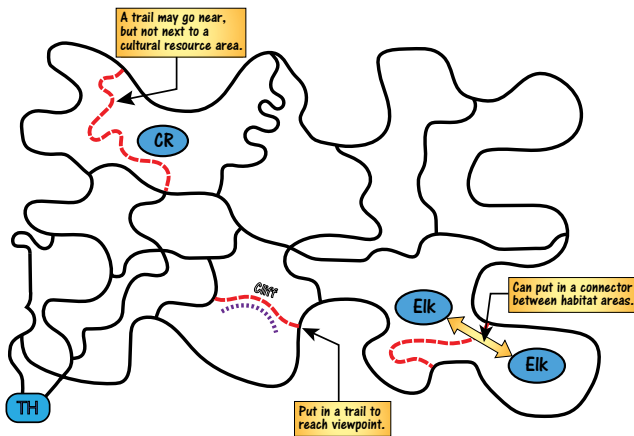 A trail may go near,
but not next to a
cultural resource area.
CR
Cliff
Can put in a connector
between habitat areas.
Elk
Elk
TH
Put in a trail to
reach viewpoint.